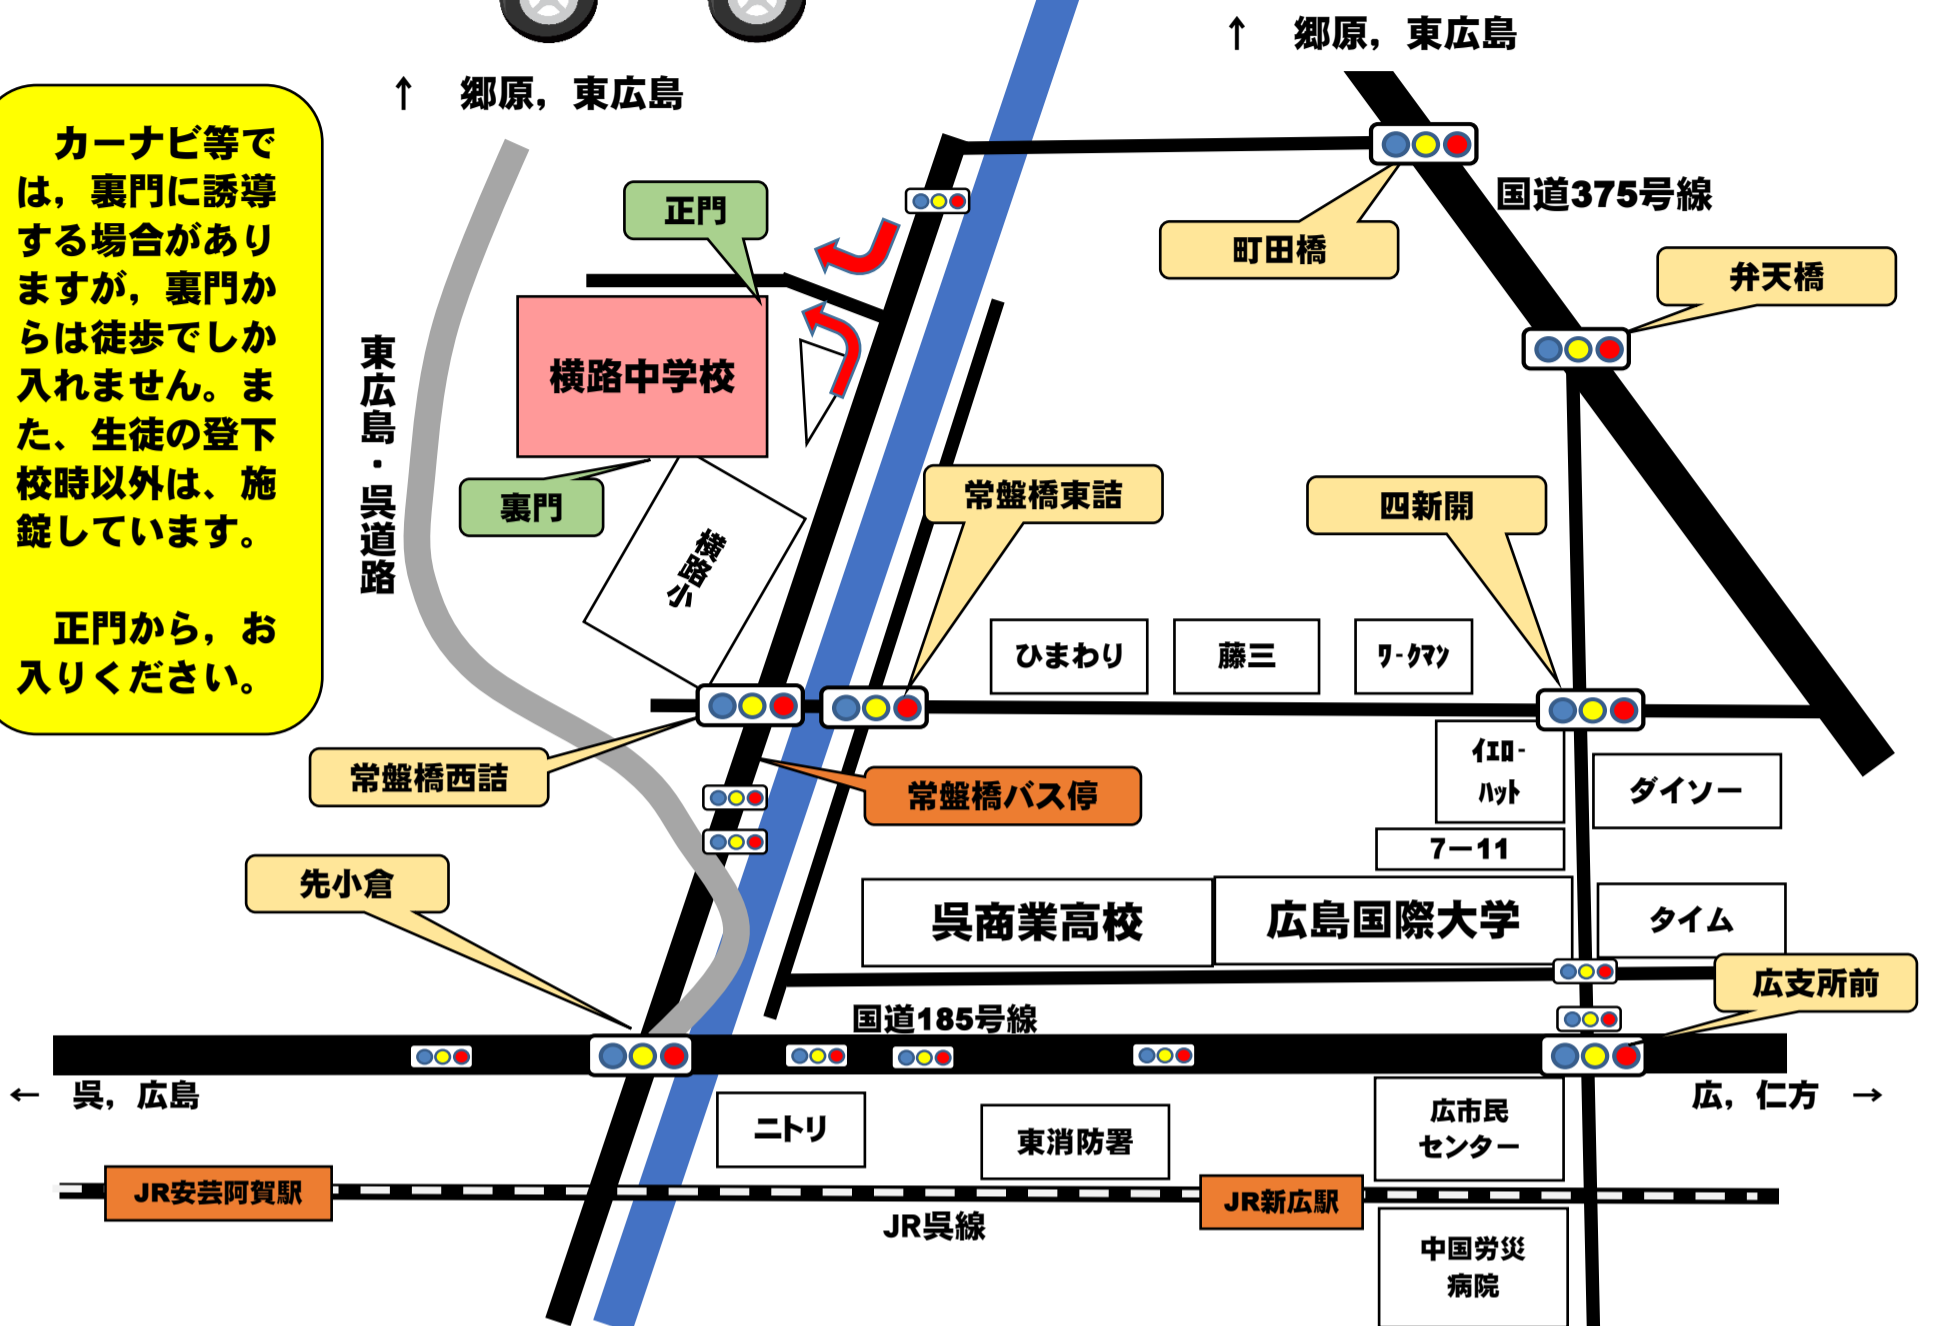 ↑　郷原，東広島
↑　郷原，東広島
カーナビ等で
は，裏門に誘導
する場合があり
ますが，裏門か
らは徒歩でしか
入れません。ま
た、生徒の登下
校時以外は、施
錠しています。
正門から，お
入りください。
正門
国道375号線
町田橋
弁天橋
東広島・呉道路
横路中学校
裏門
常盤橋東詰
四新開
横路小
ひまわり
藤三
ﾜｰｸﾏﾝ
常盤橋西詰
常盤橋バス停
ｲｴﾛｰ
ﾊｯﾄ
ダイソー
7－11
先小倉
呉商業高校
広島国際大学
タイム
広支所前
国道185号線
←　呉，広島
広，仁方　→
ニトリ
東消防署
広市民
センター
JR安芸阿賀駅
JR新広駅
JR呉線
中国労災
病院